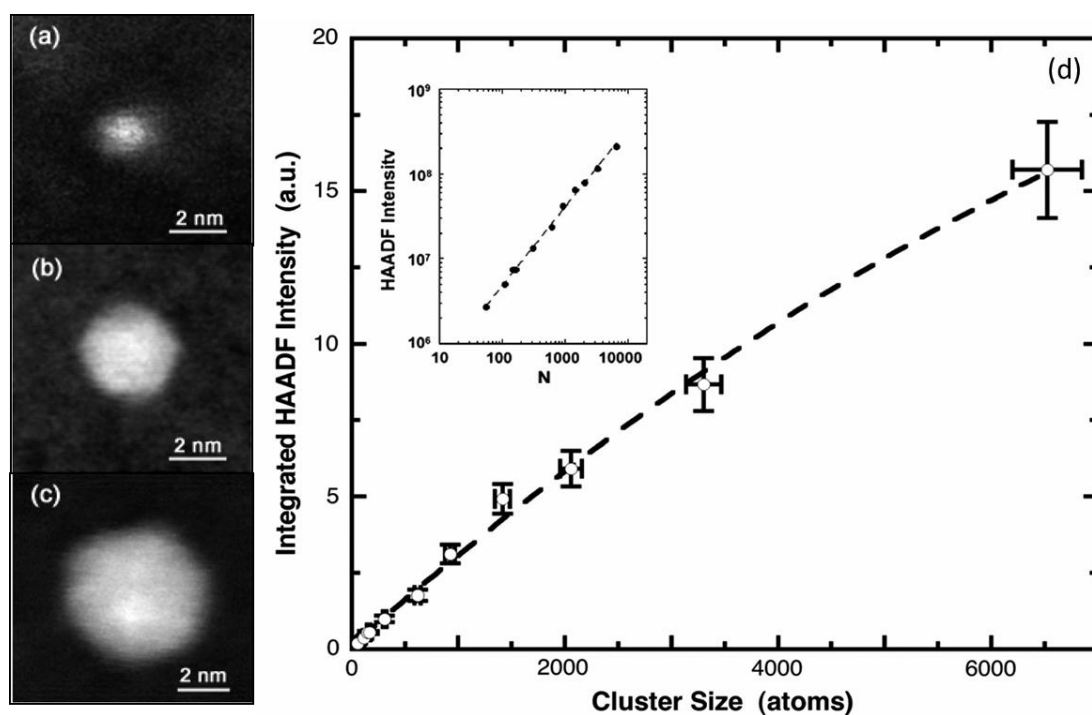 (a)
2 nm
(b)
2 nm
(c)
2 nm
(d)
20
15
10
5
0
Integrated HAADF Intensity (a.u.)
0 2000 4000 6000
Cluster Size (atoms)
10⁹
10⁸
10⁷
10⁶
HAADF Intensity
10 100 1000 10000
N